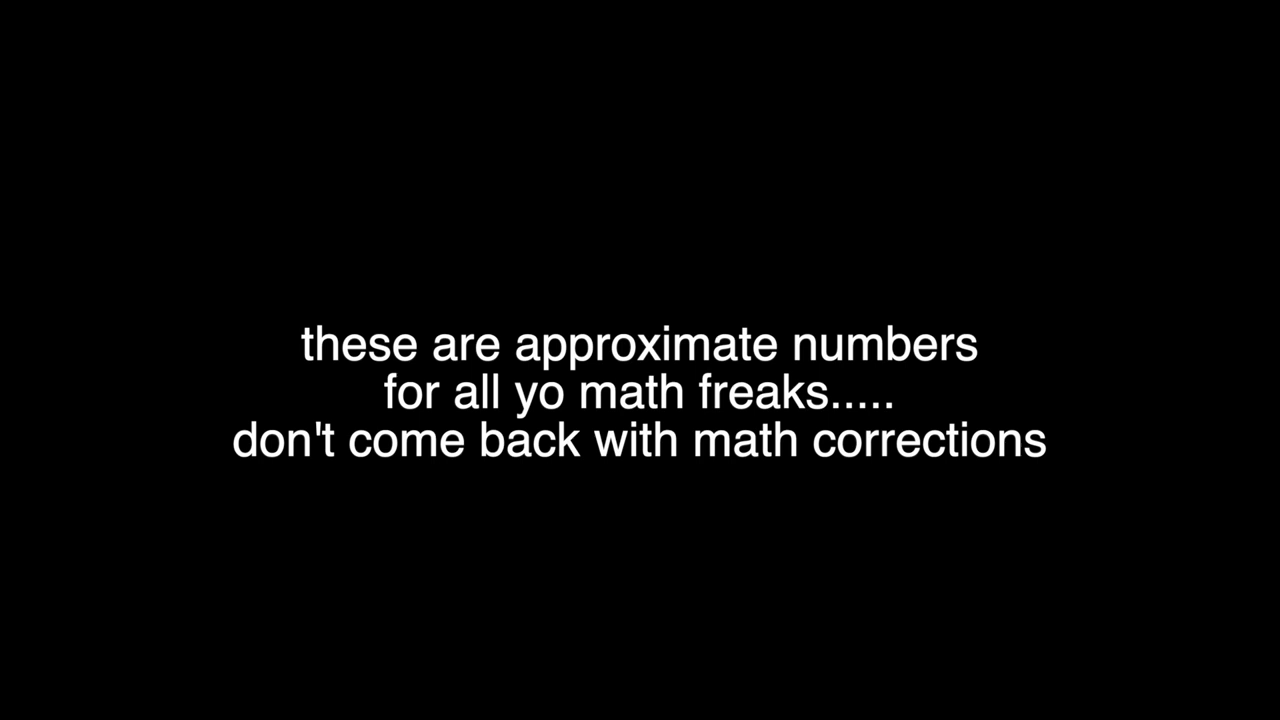 these are approximate numbers
for all yo math freaks.....
don't come back with math corrections